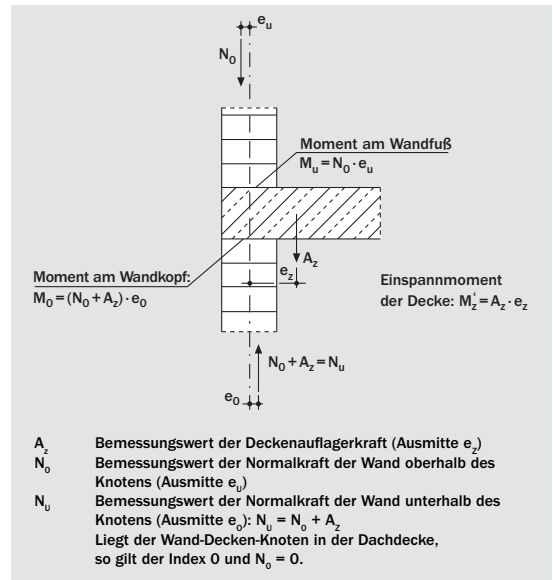 e_u
N_0
Moment am Wandfuß
M_u = N_0 · e_u
A_z
e_z
Moment am Wandkopf:
M_0 = (N_0 + A_z) · e_0
Einspannmoment
der Decke: M_z' = A_z · e_z
N_0 + A_z = N_u
e_0
A_z Bemessungswert der Deckenauflagerkraft (Ausmitte e_z)
N_o Bemessungswert der Normalkraft der Wand oberhalb des
Knotens (Ausmitte e_u)
N_u Bemessungswert der Normalkraft der Wand unterhalb des
Knotens (Ausmitte e_o): N_u = N_o + A_z
Liegt der Wand-Decken-Knoten in der Dachdecke,
so gilt der Index 0 und N_o = 0.